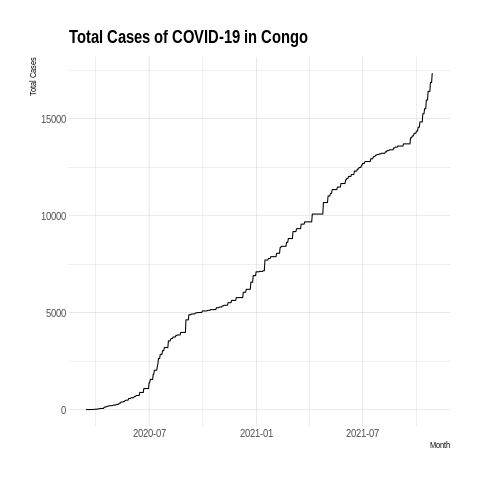 Total Cases of COVID-19 in Congo
Total Cases
15000
10000
5000
0
2020-07
2021-01
2021-07
Month